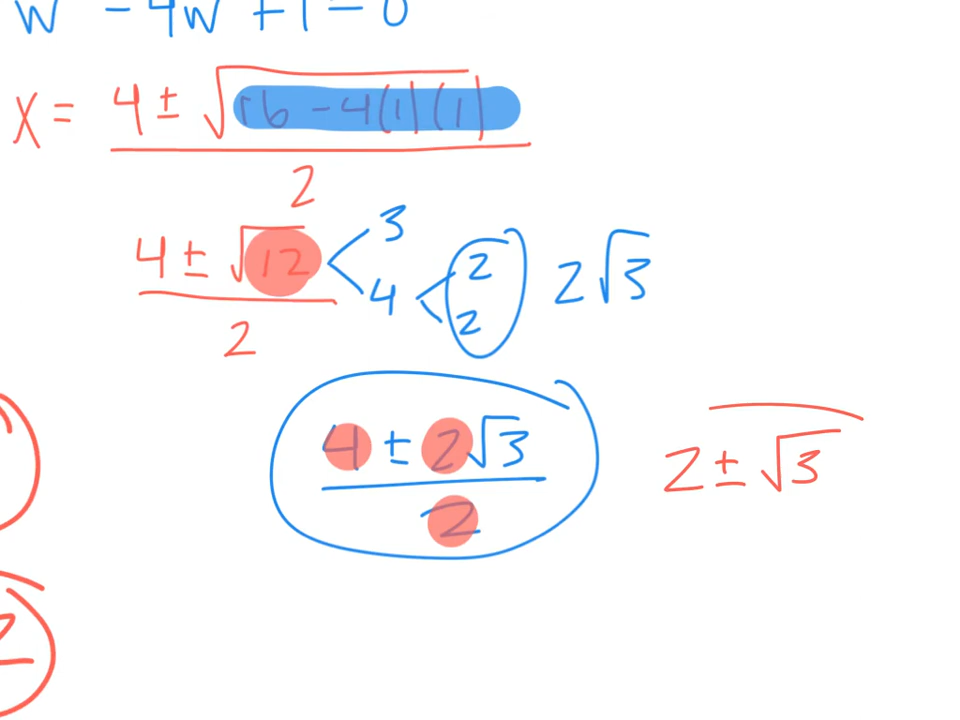 w - 4w + 1 = 0
x = 4 ± √16 - 4(1)(1)
2
4 ± √12 < 3
4 < 2
2
2√3
2
4 ± 2√3
2
2 ± √3